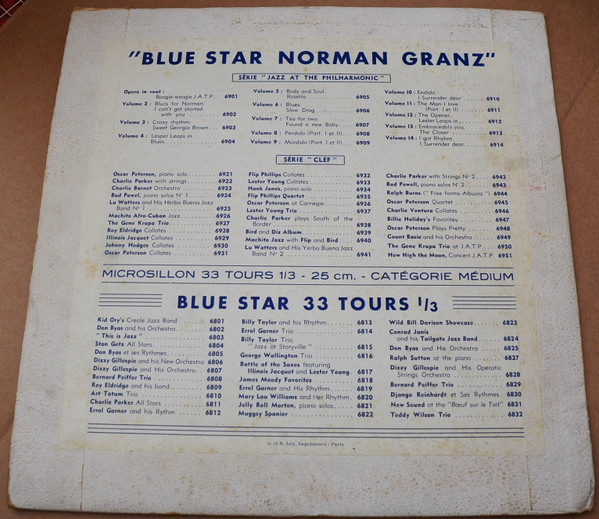 "BLUE STAR NORMAN GRANZ"
SÉRIE "JAZZ AT THE PHILHARMONIC"
Opera in vout :
Boogie-woogie J.A.T.P. 6901
Volume 2 : Blues for Norman
I can't get started
with you 6902
Volume 3 : Crazy rhythm
Sweet Georgia Brown 6903
Volume 4 : Lesper Leaps in
Blues 6904
Volume 5 : Body and Soul
Rosetta 6905
Volume 6 : Blues
Slow Drag 6906
Volume 7 : Tea for two
Found a new Baby 6907
Volume 8 : Perdido (Part. I et II) 6908
Volume 9 : Mordido (Part. I et II) 6909
Volume 10 : Endido
I Surrender dear 6910
Volume 11 : The Man I love
(Part. I et II) 6911
Volume 12 : The Opener
Lester Leaps in 6912
Volume 13 : Embraceable you
The Closer 6913
Volume 14 : I got Rhythm
I Surrender dear 6914
SÉRIE "CLEF"
Oscar Peterson, piano solo 6921
Charlie Parker with strings 6922
Charlie Barnet Orchestra 6923
Bud Powel, piano solos N° 1 6924
Lu Watters and His Herba Buena Jazz
Band N° 1 6925
Machito Afro-Cuban Jazz 6926
The Gene Krupa Trio 6927
Roy Eldridge Collates 6928
Illinois Jacquet Collates 6929
Johnny Hodges Collates 6930
Oscar Peterson Collates 6931
Flip Phillips Collates 6932
Lester Young Collates 6933
Hank Jones, piano solo 6934
Flip Phillips Quartet 6935
Oscar Peterson at Carnegie 6936
Lester Young Trio 6937
Charlie Parker plays South of the
Border 6938
Bird and Diz Album 6939
Machito Jazz with Flip and Bird 6940
Lu Watters and His Yerba Buena Jazz
Band N° 2 6941
Charlie Parker with Strings N° 2 6942
Bud Powell, piano solos N° 2 6943
Ralph Burns ("Free forms Albums") 6944
Oscar Peterson Quartet 6945
Charlie Ventura Collates 6946
Billie Holiday's Favorites 6947
Oscar Peterson Plays Pretty 6948
Count Basie and his Orchestra 6949
The Gene Krupa Trio at J.A.T.P. 6950
How High the Moon, Concert J.A.T.P. 6951
MICROSILLON 33 TOURS 1/3 - 25 cm. - CATÉGORIE MÉDIUM
BLUE STAR 33 TOURS 1/3
Kid Ory's Creole Jazz Band 6801
Don Byas and his Orchestra 6802
"This is Jazz" 6803
Stan Getz All Stars 6804
Don Byas et ses Rythmes 6805
Dizzy Gillespie and his New Orchestra 6806
Dizzy Gillespie and His Orchestra 6807
Bernard Peiffer Trio 6808
Roy Eldridge and his band 6809
Art Tatum Trio 6810
Charlie Parker All Stars 6811
Errol Garner and his Rythm 6812
Billy Taylor and his Rhythm 6813
Errol Garner Trio 6814
Billy Taylor Trio
"Jazz at Storyville" 6815
George Wallington Trio 6816
Battle of the Saxes featuring
Illinois Jacquet and Lester Young 6817
James Moody Favorites 6818
Errol Garner and His Rhythm 6819
Mary Lou Williams and Her Rhythm 6820
Jelly Roll Morton, piano solos 6821
Muggsy Spanier 6822
Wild Bill Davison Showcase 6823
Conrad Janis
and his Tailgate Jazz Band 6824
Don Byas and His Orchestra 6825
Ralph Sutton at the piano 6827
Dizzy Gillespie and His Operatic
Strings Orchestra 6828
Bernard Peiffer Trio 6829
Django Reinhardt et Ses Rythmes 6830
New Sound at the "Bœuf sur le Toit" 6831
Teddy Wilson Trio 6832
Imprimeurs - Paris